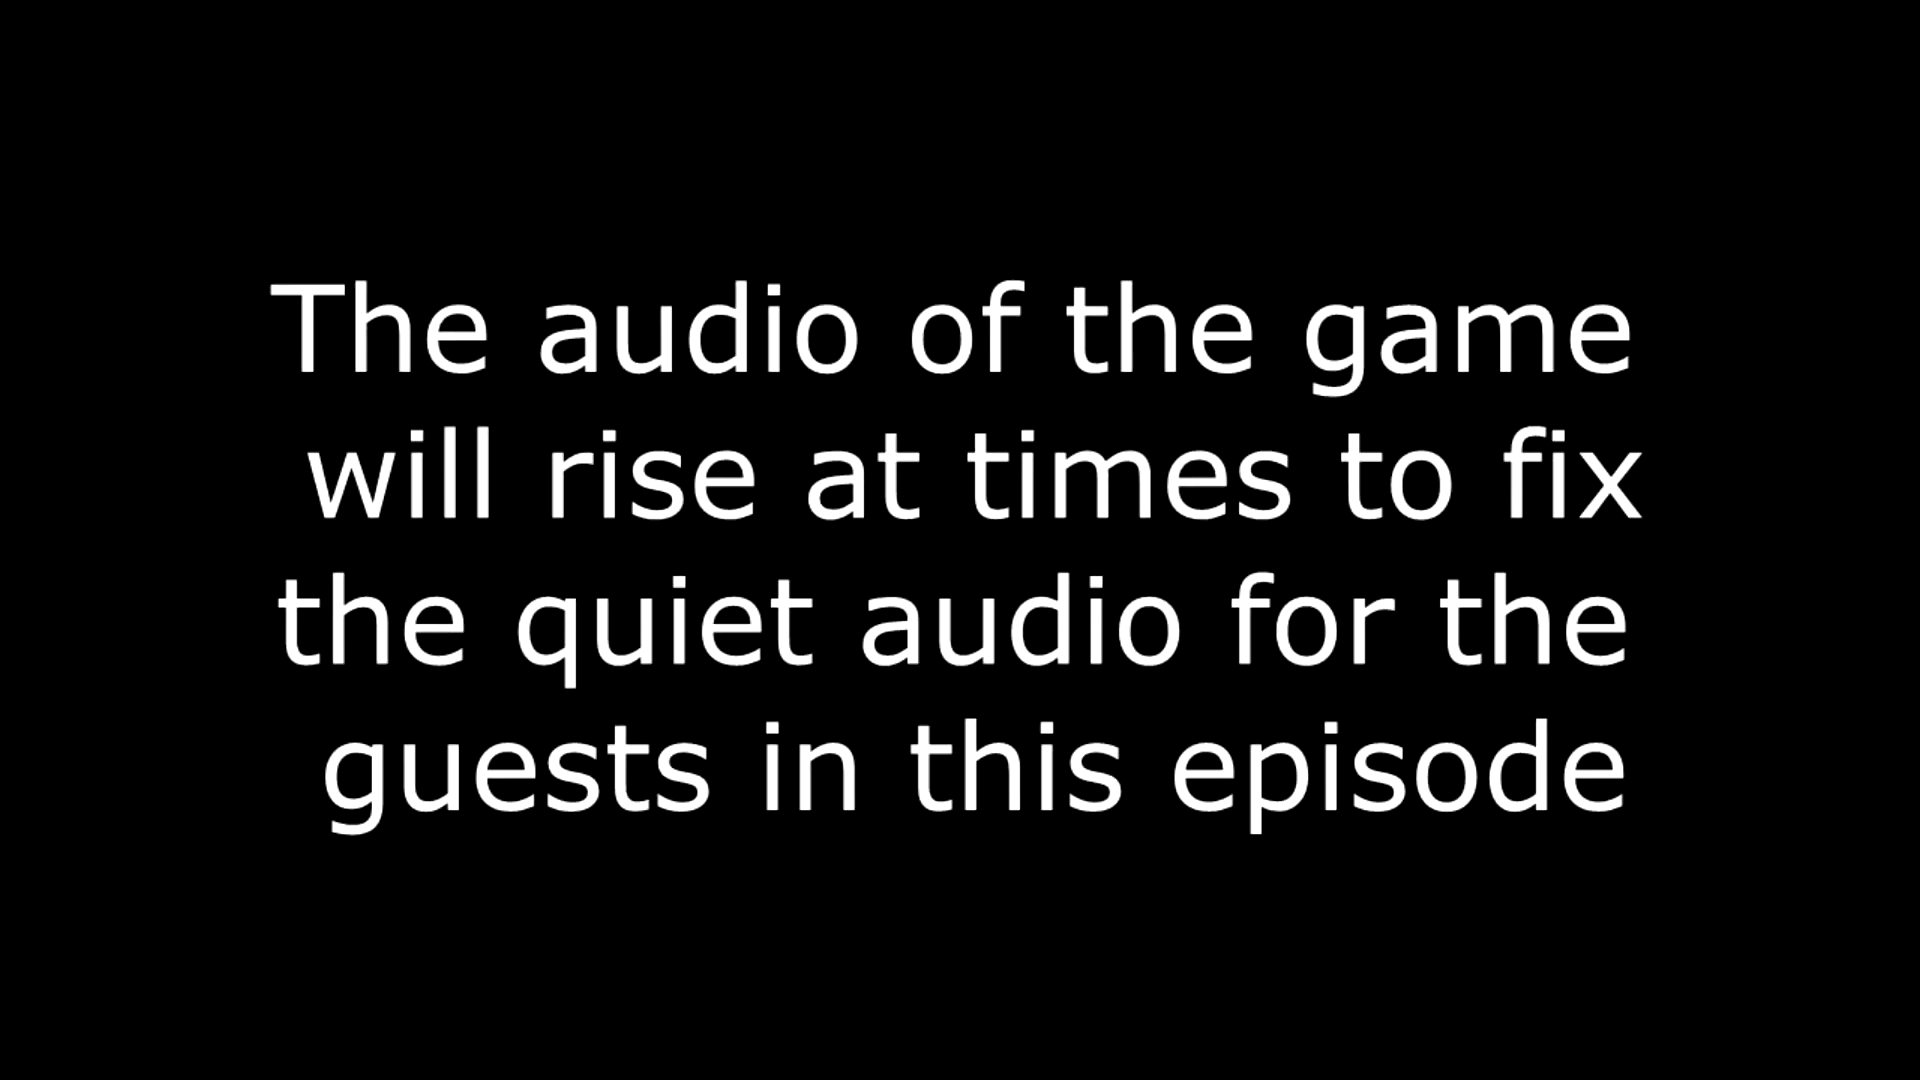 The audio of the game
will rise at times to fix
the quiet audio for the
guests in this episode